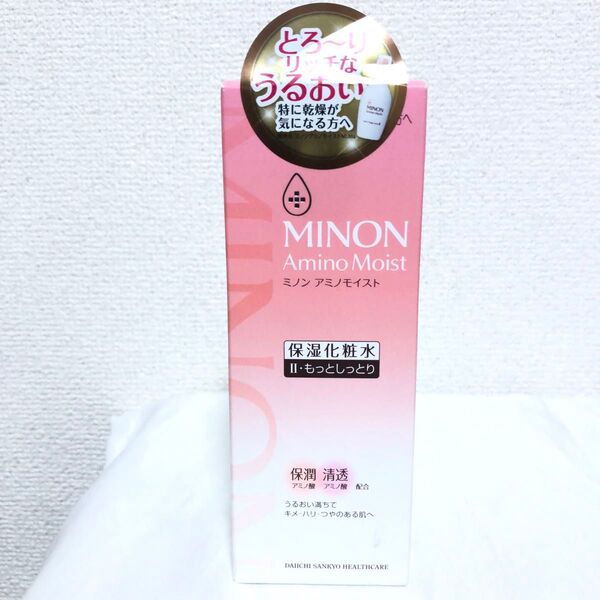 とろ～り
リッチな
うるおい
特に乾燥が
気になる方へ
MINON
MINON
Amino Moist
ミノン アミノモイスト
保湿化粧水
II・もっとしっとり
保潤 清透
アミノ酸 アミノ酸 配合
うるおい満ちて
キメ・ハリ・つやのある肌へ
DAIICHI SANKYO HEALTHCARE
MINON